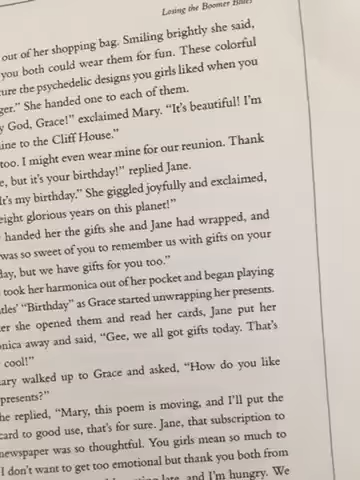 Losing the Boomer Blues
out of her shopping bag. Smiling brightly she said,
you both could wear them for fun. These colorful
ture the psychedelic designs you girls liked when you
ger.” She handed one to each of them.
y God, Grace!” exclaimed Mary. “It’s beautiful! I’m
ine to the Cliff House.”
too. I might even wear mine for our reunion. Thank
e, but it’s your birthday!” replied Jane.
It’s my birthday.” She giggled joyfully and exclaimed,
eight glorious years on this planet!”
handed her the gifts she and Jane had wrapped, and
was so sweet of you to remember us with gifts on your
day, but we have gifts for you too.”
took her harmonica out of her pocket and began playing
tles’ “Birthday” as Grace started unwrapping her presents.
er she opened them and read her cards, Jane put her
onica away and said, “Gee, we all got gifts today. That’s
cool!”
ary walked up to Grace and asked, “How do you like
presents?”
he replied, “Mary, this poem is moving, and I’ll put the
card to good use, that’s for sure. Jane, that subscription to
newspaper was so thoughtful. You girls mean so much to
I don’t want to get too emotional but thank you both from
late, and I’m hungry. We